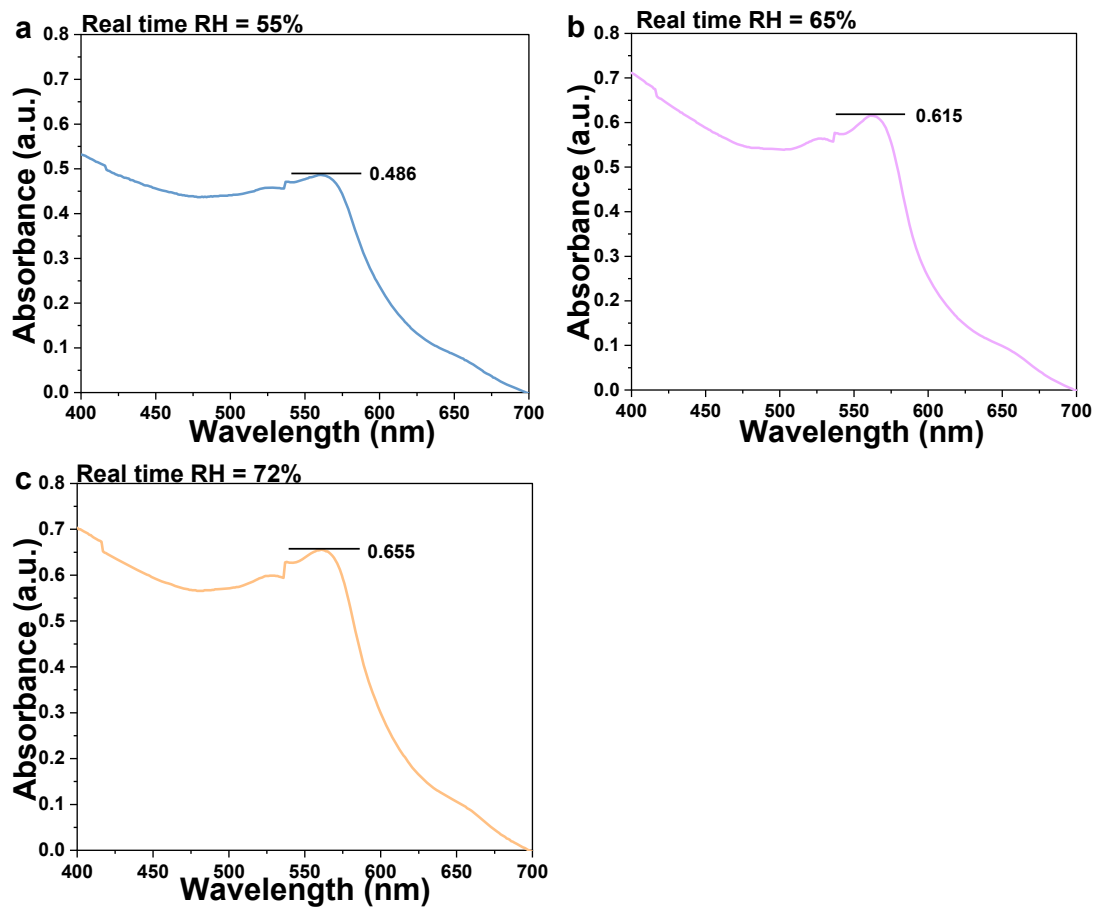 a Real time RH = 55%
0.8
0.7
0.6
0.5
0.4
0.3
0.2
0.1
0.0
Absorbance (a.u.)
0.486
400 450 500 550 600 650 700
Wavelength (nm)
b Real time RH = 65%
0.8
0.7
0.6
0.5
0.4
0.3
0.2
0.1
0.0
Absorbance (a.u.)
0.615
400 450 500 550 600 650 700
Wavelength (nm)
c Real time RH = 72%
0.8
0.7
0.6
0.5
0.4
0.3
0.2
0.1
0.0
Absorbance (a.u.)
0.655
400 450 500 550 600 650 700
Wavelength (nm)